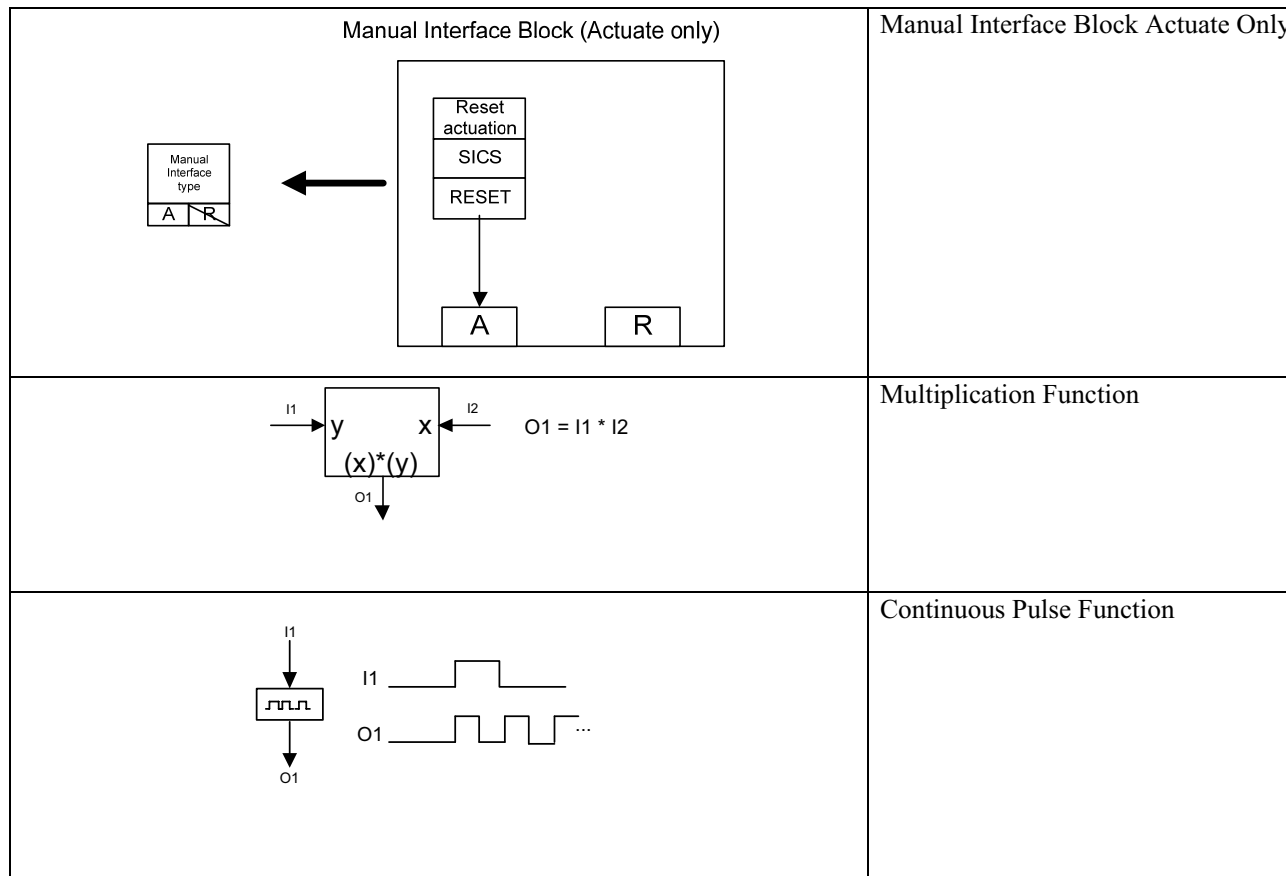 Manual Interface Block (Actuate only)
Manual Interface Block Actuate Only
Reset
actuation
SICS
RESET
Manual
Interface
type
A R
A R
Multiplication Function
I1
I2
y x
O1 = I1 * I2
(x)*(y)
O1
Continuous Pulse Function
I1
I1
O1 ...
O1